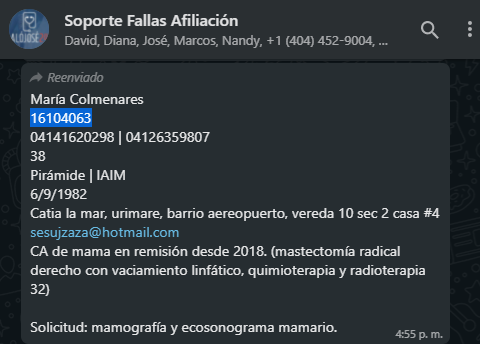 Soporte Fallas Afiliación
David, Diana, José, Marcos, Nandy, +1 (404) 452-9004, ...
Reenviado
María Colmenares
16104063
04141620298 | 04126359807
38
Pirámide | IAIM
6/9/1982
Catia la mar, urimare, barrio aereopuerto, vereda 10 sec 2 casa #4
sesujzaza@hotmail.com
CA de mama en remisión desde 2018. (mastectomía radical
derecho con vaciamiento linfático, quimioterapia y radioterapia
32)
Solicitud: mamografía y ecosonograma mamario.
4:55 p. m.